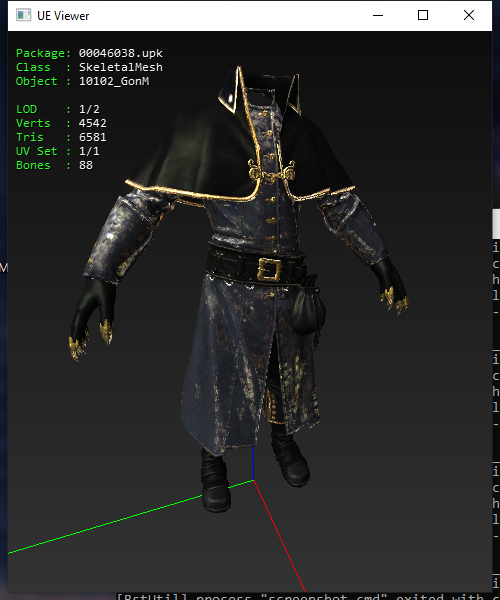 UE Viewer
Package: 00046038.upk
Class : SkeletalMesh
Object : 10102_GonM
LOD : 1/2
Verts : 4542
Tris : 6581
UV Set : 1/1
Bones : 88
M
i
c
h
l
-
i
c
h
l
-
i
c
h
l
-
i
[BstUtil] process "screenshot.cmd" exited with c